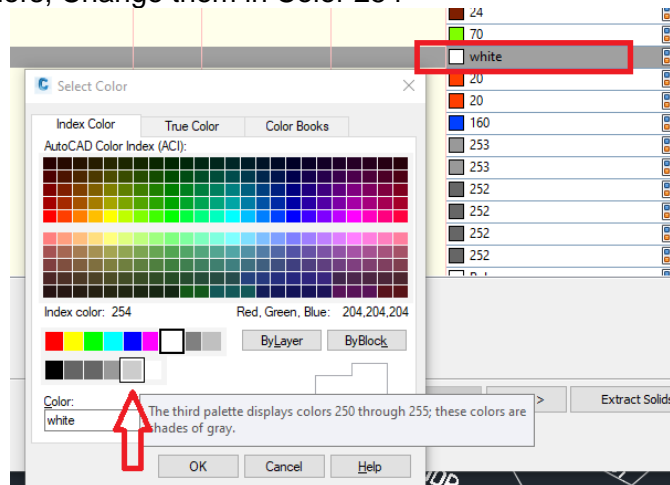 24
70
white
Select Color
20
20
Index Color True Color Color Books
160
AutoCAD Color Index (ACI):
253
253
252
252
252
252
Index color: 254 Red, Green, Blue: 204,204,204
ByLayer ByBlock
Color:
white
The third palette displays colors 250 through 255; these colors are shades of gray.
> Extract Solids
OK Cancel Help